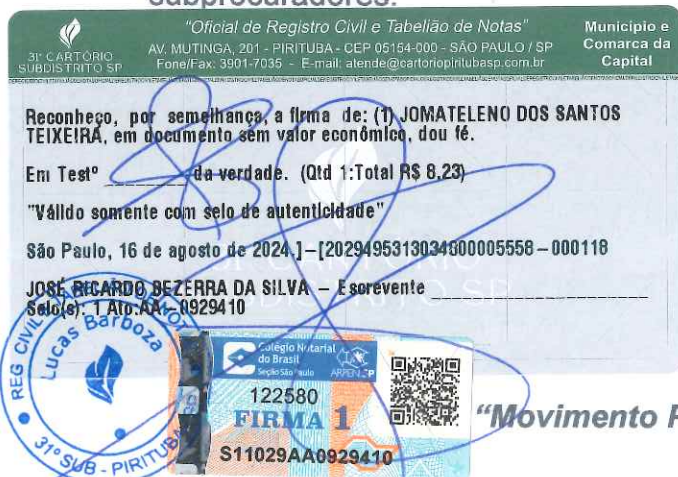 subprocuradores.
31º CARTÓRIO
SUBDISTRITO SP
"Oficial de Registro Civil e Tabelião de Notas"
AV. MUTINGA, 201 - PIRITUBA - CEP 05154-000 - SÃO PAULO / SP
Fone/Fax: 3901-7035 - E-mail: atende@cartoriopiritubasp.com.br
Município e
Comarca da
Capital
Reconheço, por semelhança, a firma de: (1) JOMATELENO DOS SANTOS
TEIXEIRA, em documento sem valor econômico, dou fé.
Em Testº ________ da verdade. (Qtd 1:Total R$ 8,23)
"Válido somente com selo de autenticidade"
São Paulo, 16 de agosto de 2024.]–[2029495313034800005558–000118
JOSÉ RICARDO BEZERRA DA SILVA – Escrevente
Selo(s): 1 Ato:AA–0929410
REG CIVIL
Lucas Barboza
31º SUB - PIRITUBA
Colégio Notarial
do Brasil
Seção São Paulo
ARPEN SP
122580
FIRMA 1
S11029AA0929410
"Movimento